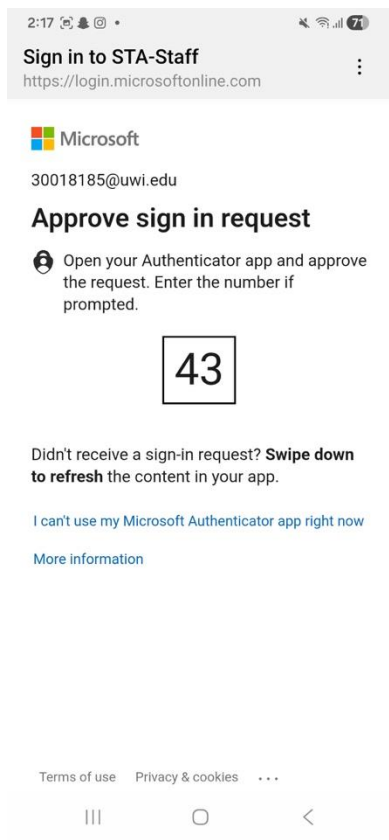 2:17
71
Sign in to STA-Staff
https://login.microsoftonline.com
Microsoft
30018185@uwi.edu
Approve sign in request
Open your Authenticator app and approve
the request. Enter the number if
prompted.
43
Didn't receive a sign-in request? Swipe down
to refresh the content in your app.
I can't use my Microsoft Authenticator app right now
More information
Terms of use Privacy & cookies ...